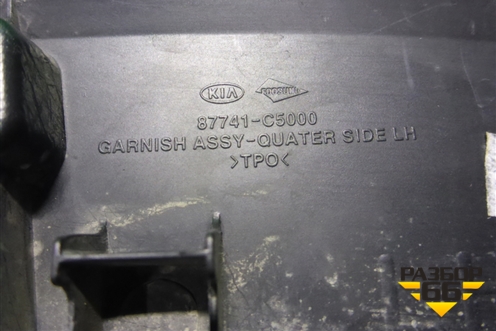 KIA
87741-C5000
GARNISH ASSY-QUATER SIDE LH
>TPO<
РАЗБОР
66